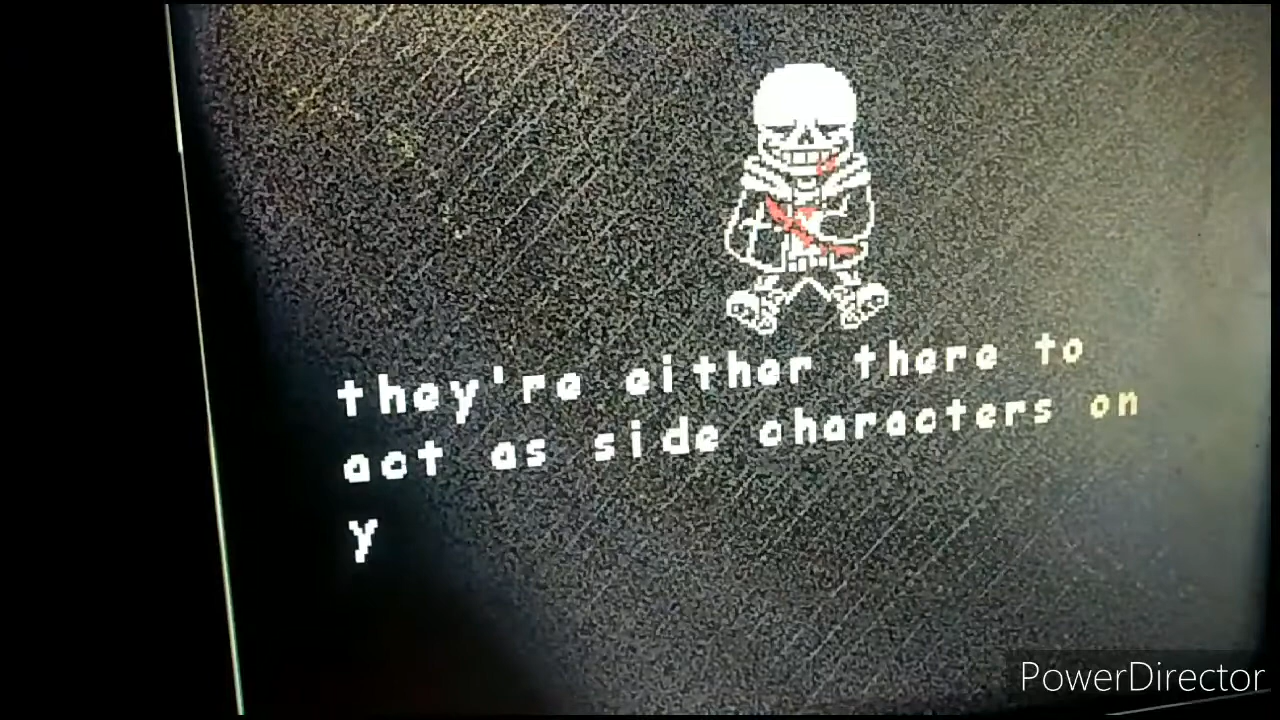 they're either there to
act as side characters on
y
PowerDirector